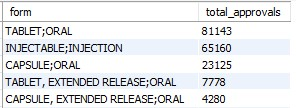 form total_approvals
TABLET;ORAL 81143
INJECTABLE;INJECTION 65160
CAPSULE;ORAL 23125
TABLET, EXTENDED RELEASE;ORAL 7778
CAPSULE, EXTENDED RELEASE;ORAL 4280